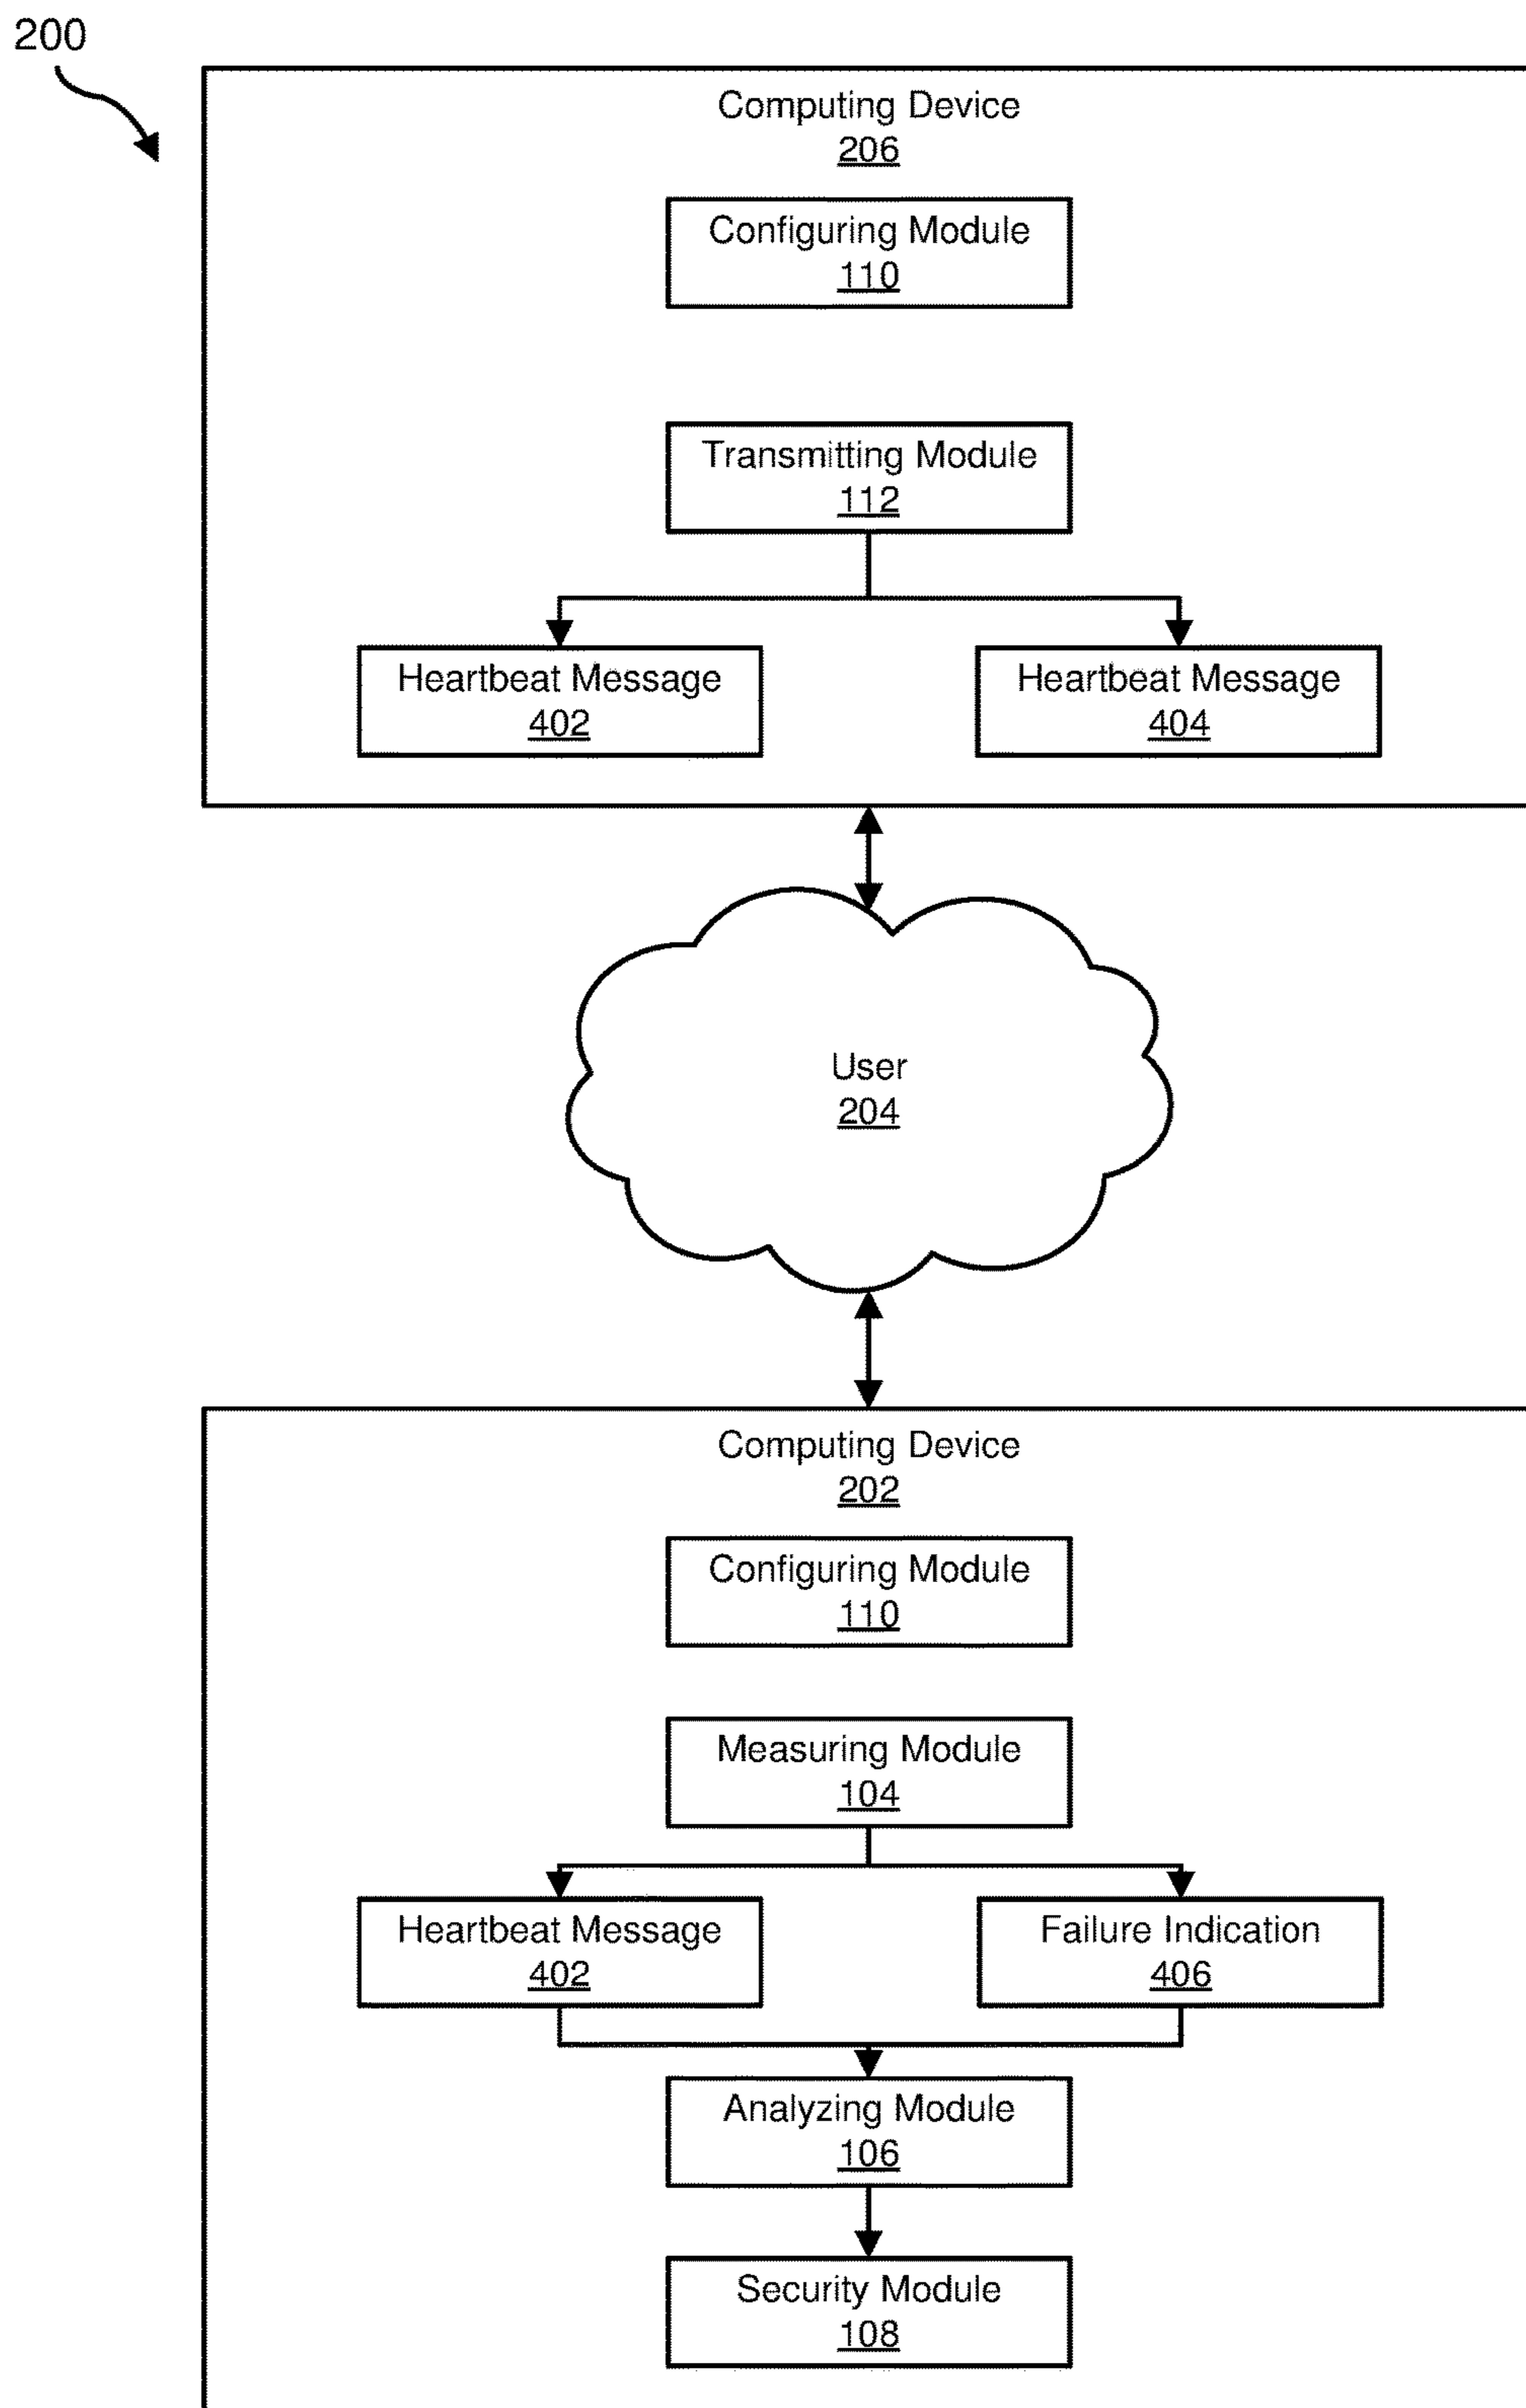 200
Computing Device
206
Configuring Module
110
Transmitting Module
112
Heartbeat Message
402
Heartbeat Message
404
User
204
Computing Device
202
Configuring Module
110
Measuring Module
104
Heartbeat Message
402
Failure Indication
406
Analyzing Module
106
Security Module
108